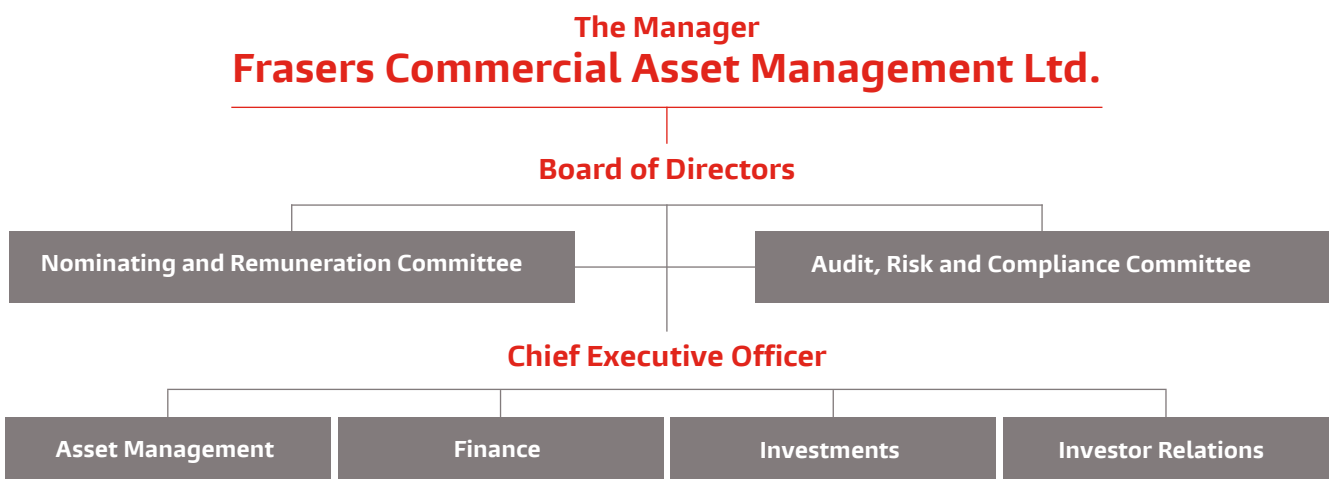 The Manager
Frasers Commercial Asset Management Ltd.
Board of Directors
Nominating and Remuneration Committee
Audit, Risk and Compliance Committee
Chief Executive Officer
Asset Management
Finance
Investments
Investor Relations